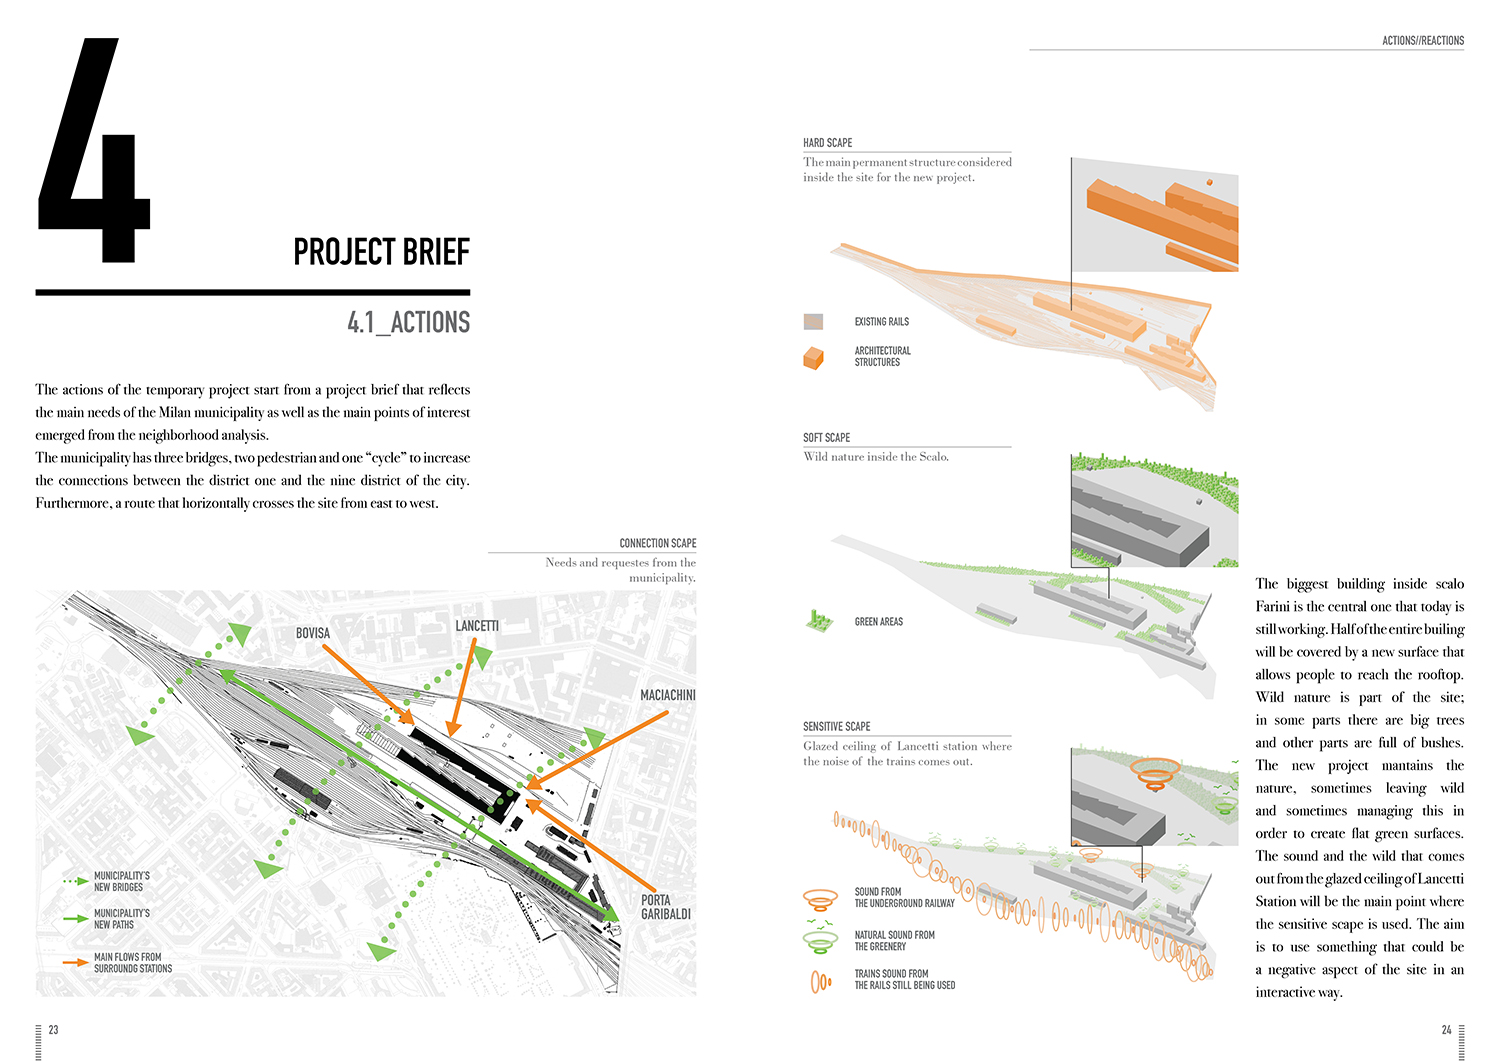 4
PROJECT BRIEF
4.1_ACTIONS
The actions of the temporary project start from a project brief that reflects
the main needs of the Milan municipality as well as the main points of interest
emerged from the neighborhood analysis.
The municipality has three bridges, two pedestrian and one “cycle” to increase
the connections between the district one and the nine district of the city.
Furthermore, a route that horizontally crosses the site from east to west.
CONNECTION SCAPE
Needs and requestes from the
municipality.
BOVISA
LANCETTI
MACIACHINI
PORTA
GARIBALDI
MUNICIPALITY'S
NEW BRIDGES
MUNICIPALITY'S
NEW PATHS
MAIN FLOWS FROM
SURROUNDG STATIONS
23
ACTIONS//REACTIONS
HARD SCAPE
The main permanent structure considered
inside the site for the new project.
EXISTING RAILS
ARCHITECTURAL
STRUCTURES
SOFT SCAPE
Wild nature inside the Scalo.
GREEN AREAS
SENSITIVE SCAPE
Glazed ceiling of Lancetti station where
the noise of the trains comes out.
SOUND FROM
THE UNDERGROUND RAILWAY
NATURAL SOUND FROM
THE GREENERY
TRAINS SOUND FROM
THE RAILS STILL BEING USED
The biggest building inside scalo
Farini is the central one that today is
still working. Half of the entire builing
will be covered by a new surface that
allows people to reach the rooftop.
Wild nature is part of the site;
in some parts there are big trees
and other parts are full of bushes.
The new project mantains the
nature, sometimes leaving wild
and sometimes managing this in
order to create flat green surfaces.
The sound and the wild that comes
out from the glazed ceiling of Lancetti
Station will be the main point where
the sensitive scape is used. The aim
is to use something that could be
a negative aspect of the site in an
interactive way.
24